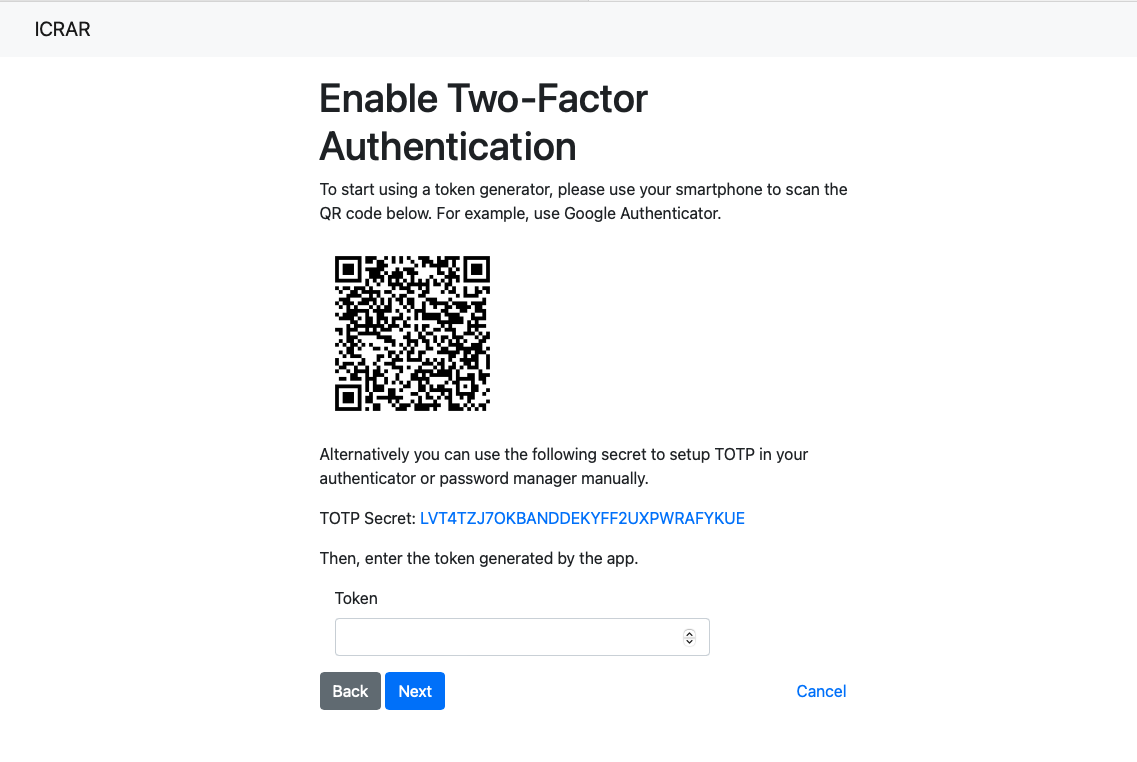 ICRAR
Enable Two-Factor
Authentication
To start using a token generator, please use your smartphone to scan the
QR code below. For example, use Google Authenticator.
Alternatively you can use the following secret to setup TOTP in your
authenticator or password manager manually.
TOTP Secret: LVT4TZJ7OKBANDDEKYFF2UXPWRAFYKUE
Then, enter the token generated by the app.
Token
Back Next Cancel